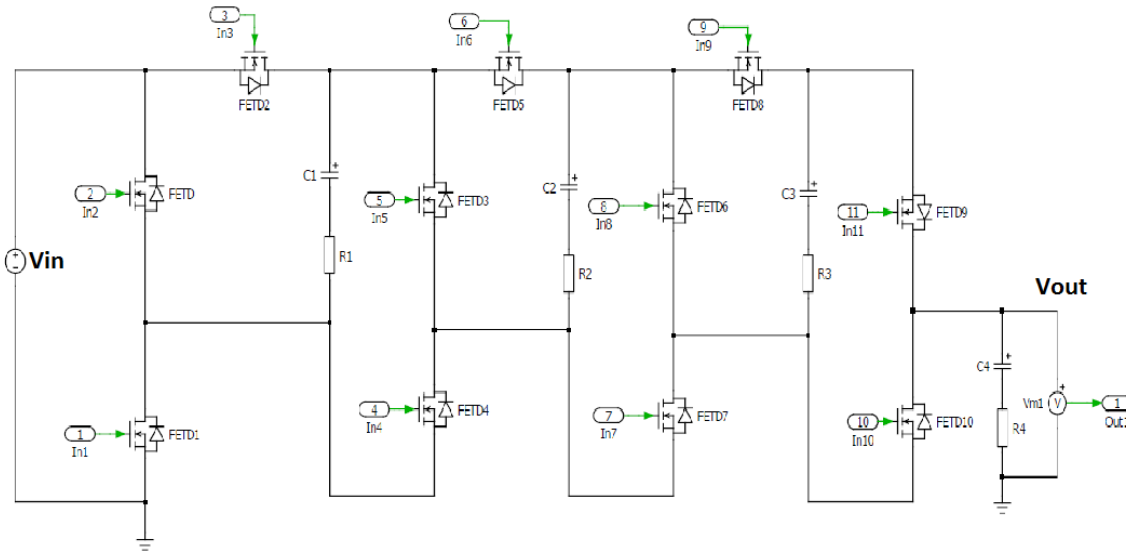 3
In3
6
In6
9
In9
FETD2
FETD5
FETD8
2
In2
FETD
C1
5
In5
FETD3
C2
8
In8
FETD6
C3
11
In11
FETD9
Vin
R1
R2
R3
Vout
1
In1
FETD1
4
In4
FETD4
7
In7
FETD7
10
In10
FETD10
C4
R4
Vm1
V
1